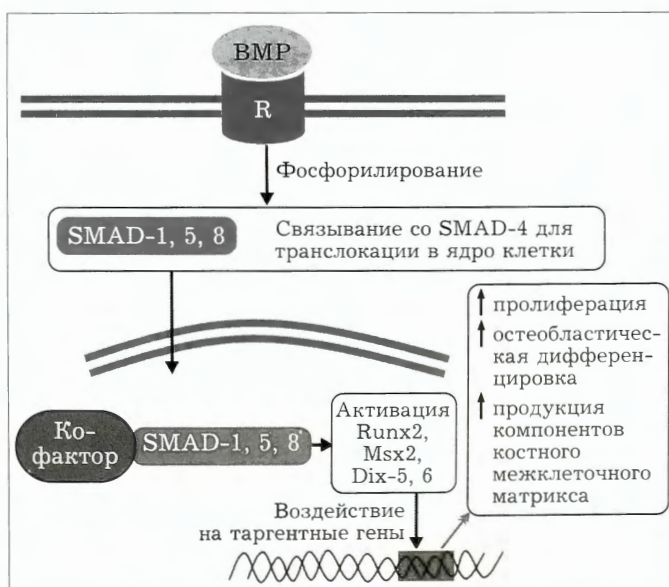 BMP
R
Фосфорилирование
SMAD-1, 5, 8
Связывание со SMAD-4 для
транслокации в ядро клетки
пролиферация
остеобластичес-
кая дифферен-
цировка
продукция
компонентов
костного
межклеточного
матрикса
Ко-
фактор
SMAD-1, 5, 8
Активация
Runx2,
Msx2,
Dix-5, 6
Воздействие
на таргентные гены